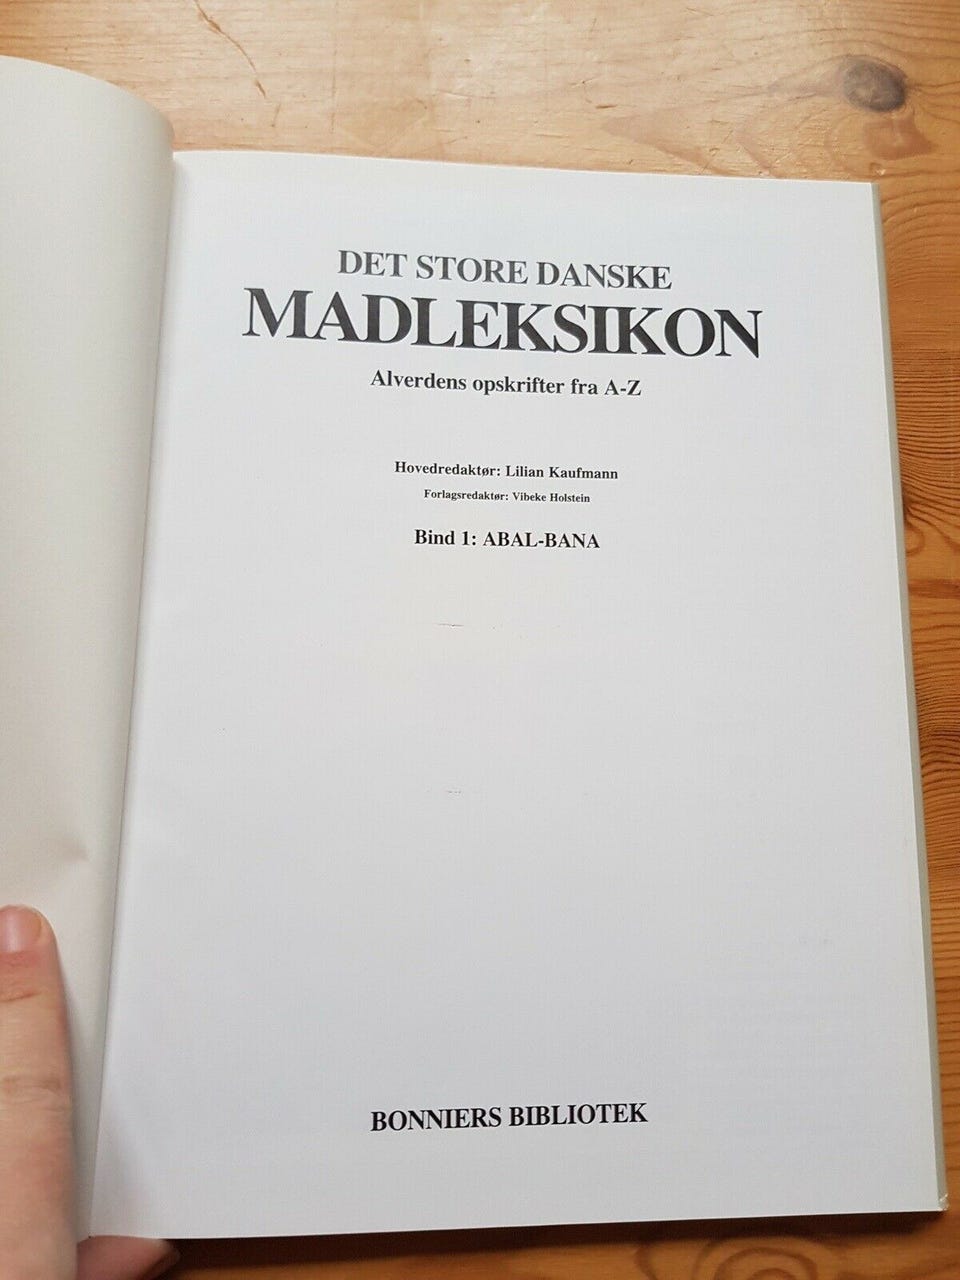 DET STORE DANSKE
MADLEKSIKON
Alverdens opskrifter fra A-Z
Hovedredaktør: Lilian Kaufmann
Forlagsredaktør: Vibeke Holstein
Bind 1: ABAL-BANA
BONNIERS BIBLIOTEK